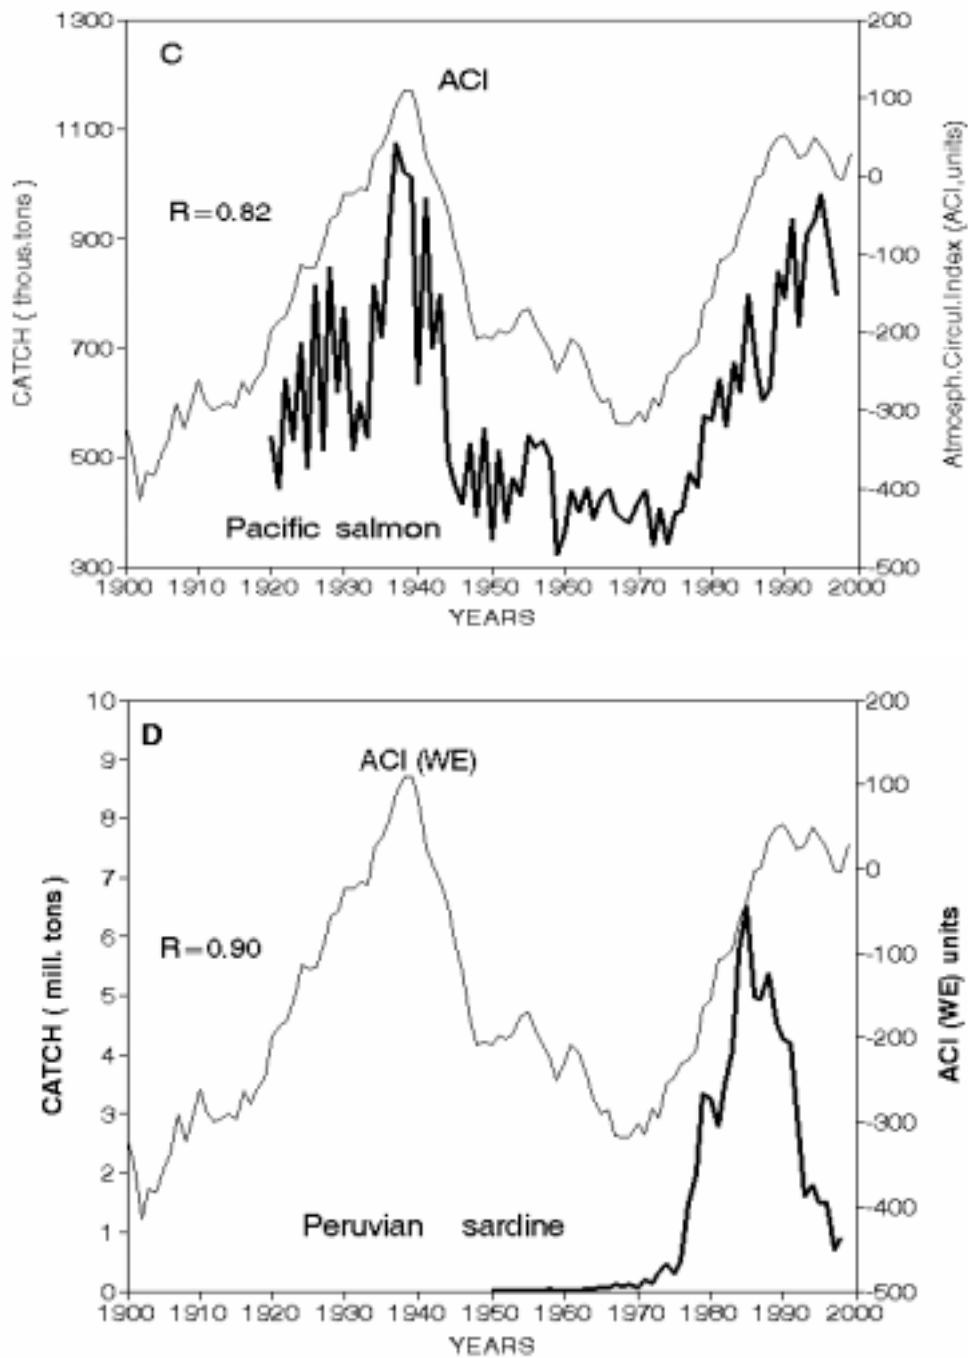 C
ACI
R=0.82
Pacific salmon
CATCH ( thous.tons )
1300
1100
900
700
500
300
200
100
0
-100
-200
-300
-400
-500
Atmosph.Circul.Index (ACI,units)
1900 1910 1920 1930 1940 1950 1960 1970 1980 1990 2000
YEARS
D
ACI (WE)
R=0.90
Peruvian sardine
CATCH ( mill. tons )
10
9
8
7
6
5
4
3
2
1
0
200
100
0
-100
-200
-300
-400
-500
ACI (WE) units
1900 1910 1920 1930 1940 1950 1960 1970 1980 1990 2000
YEARS